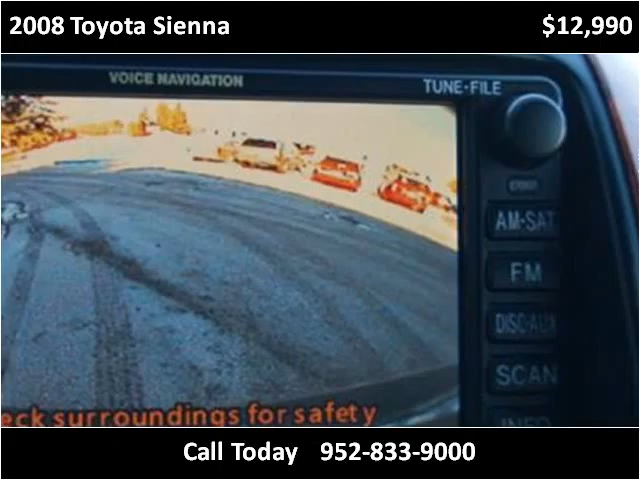 2008 Toyota Sienna $12,990
VOICE NAVIGATION
TUNE·FILE
AM·SAT
FM
DISC·AUX
SCAN
INFO
eck surroundings for safety
Call Today 952-833-9000